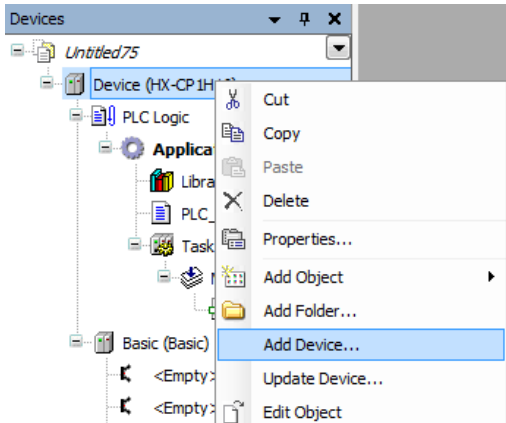 Devices
Untitled75
Device (HX-CP1H
Cut
PLC Logic
Copy
Applica
Paste
Libra
Delete
PLC_
Properties...
Task
Add Object
Add Folder...
Basic (Basic)
Add Device...
<Empty>
Update Device...
<Empty>
Edit Object